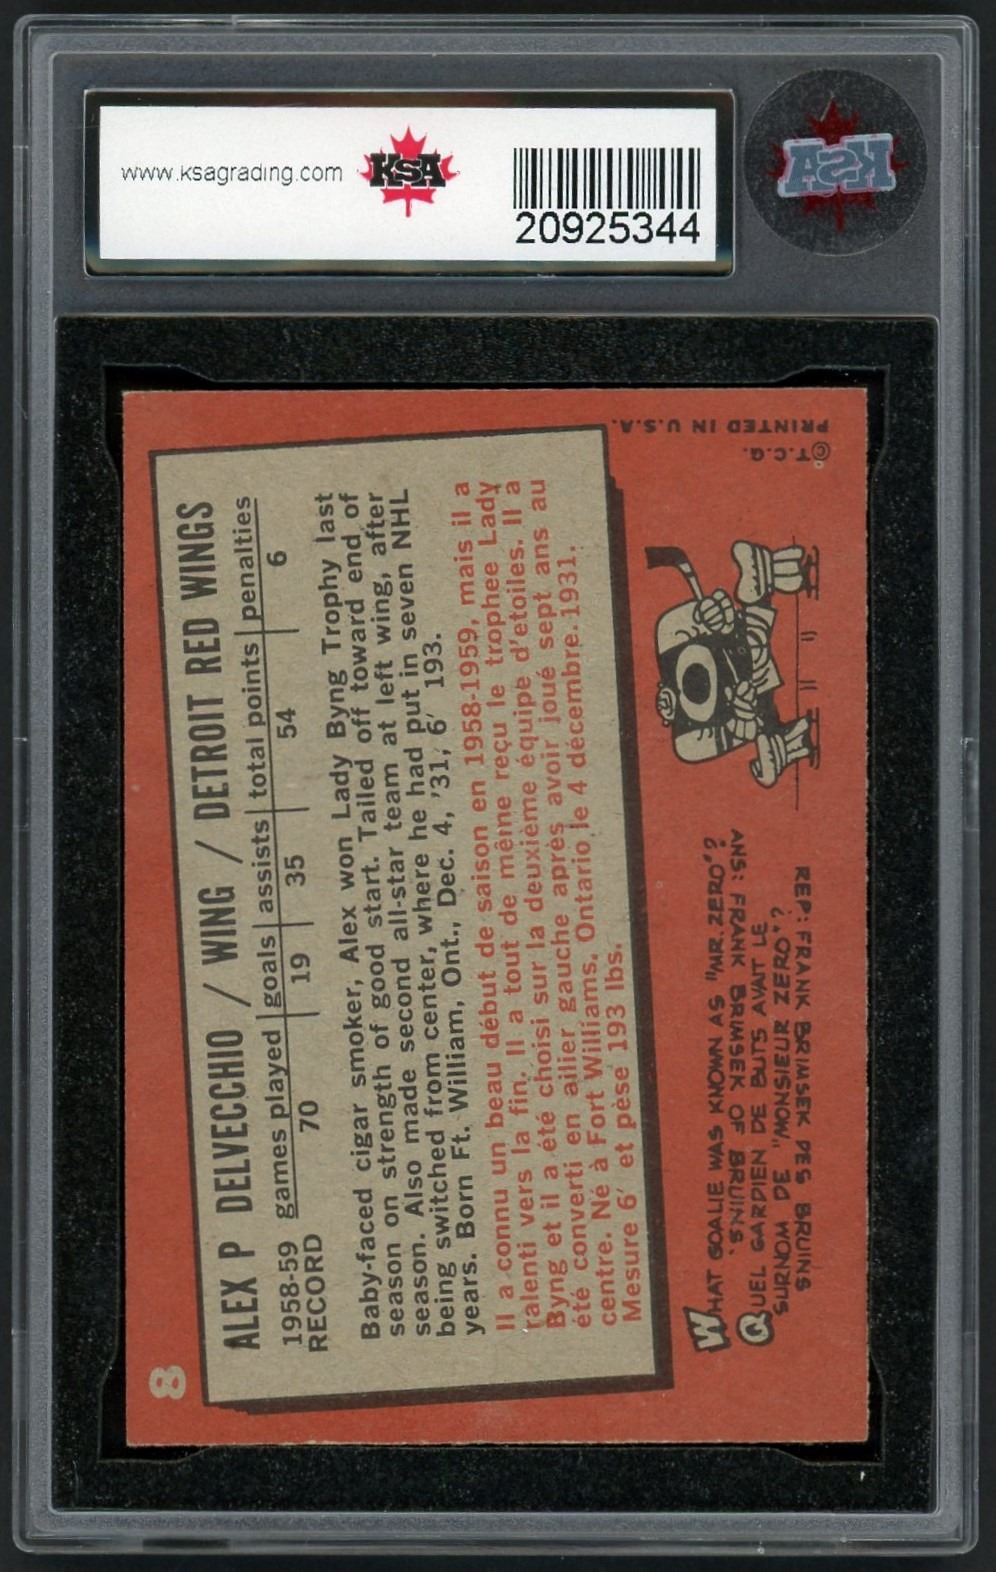 www.ksagrading.com
KSA
20925344
KSA
8
ALEX P DELVECCHIO / WING / DETROIT RED WINGS
1958-59 games played goals assists total points penalties
RECORD 70 19 35 54 6
Baby-faced cigar smoker, Alex won Lady Byng Trophy last
season on strength of good start. Tailed off toward end of
season. Also made second all-star team at left wing, after
being switched from center, where he had put in seven NHL
years. Born Ft. William, Ont., Dec. 4, '31, 6' 193.
Il a connu un beau début de saison en 1958-1959, mais il a
ralenti vers la fin. Il a tout de même reçu le trophee Lady
Byng et il a été choisi sur la deuxième équipe d'etoiles. Il a
été converti en ailier gauche après avoir joué sept ans au
centre. Né à Fort Williams, Ontario le 4 décembre 1931.
Mesure 6' et pèse 193 lbs.
WHAT GOALIE WAS KNOWN AS "MR. ZERO"?
ANS: FRANK BRIMSEK OF BRUINS.
QUEL GARDIEN DE BUTS AVAIT LE
SURNOM DE "MONSIEUR ZERO"?
REP: FRANK BRIMSEK DES BRUINS
0
© T.C.G.
PRINTED IN U.S.A.